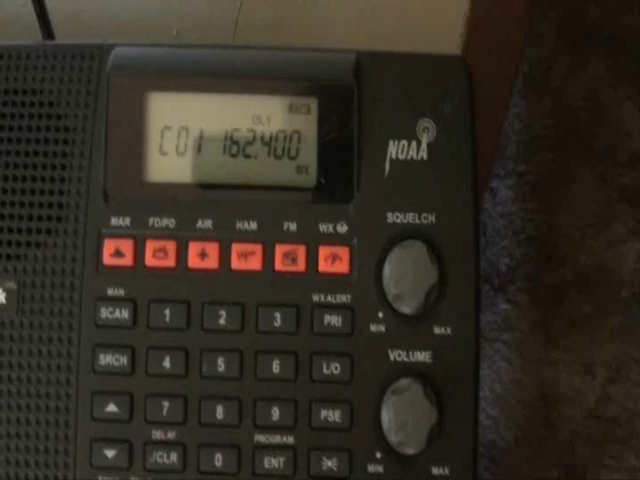 DLY
C01 162.400
WX
NOAA
SQUELCH
MAR FD/PD AIR HAM FM WX
MAN WX ALERT
SCAN 1 2 3 PRI
MIN MAX
VOLUME
SRCH 4 5 6 L/O
7 8 9 PSE
DELAY PROGRAM
./CLR 0 ENT
MIN MAX
k